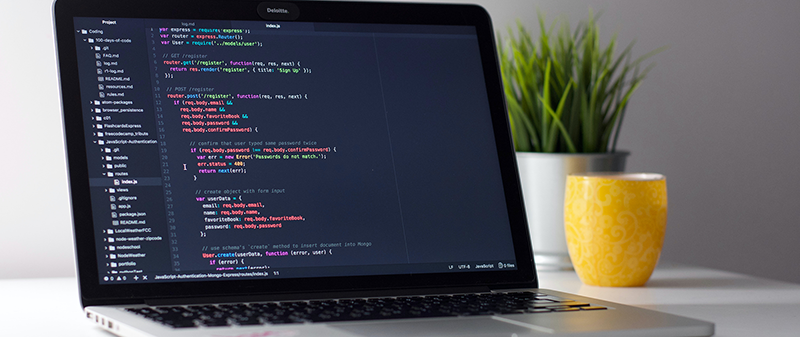 Deloitte.
Project
log.md
index.js
Coding
100-days-of-code
.git
FAQ.md
log.md
r1-log.md
README.md
resources.md
rules.md
atom-packages
browser_persistence
c01
FlashcardsExpress
freecodecamp_tribute
JavaScript-Authentication
.git
models
public
routes
index.js
views
.gitignore
app.js
package.json
README.md
LocalWeatherFCC
node-weather-zipcode
nodeschool
NodeWeather
portfolio
pythonTest
var express = require('express');
var router = express.Router();
var User = require('../models/user');
// GET /register
router.get('/register', function(req, res, next) {
return res.render('register', { title: 'Sign Up' });
});
// POST /register
router.post('/register', function(req, res, next) {
if (req.body.email &&
req.body.name &&
req.body.favoriteBook &&
req.body.password &&
req.body.confirmPassword) {
// confirm that user typed same password twice
if (req.body.password !== req.body.confirmPassword) {
var err = new Error('Passwords do not match.');
err.status = 400;
return next(err);
}
// create object with form input
var userData = {
email: req.body.email,
name: req.body.name,
favoriteBook: req.body.favoriteBook,
password: req.body.password
};
// use schema's `create` method to insert document into Mongo
User.create(userData, function (error, user) {
if (error) {
return next(error);
JavaScript-Authentication-Mongo-Express/routes/index.js 1:1
LF UTF-8 JavaScript 0 files